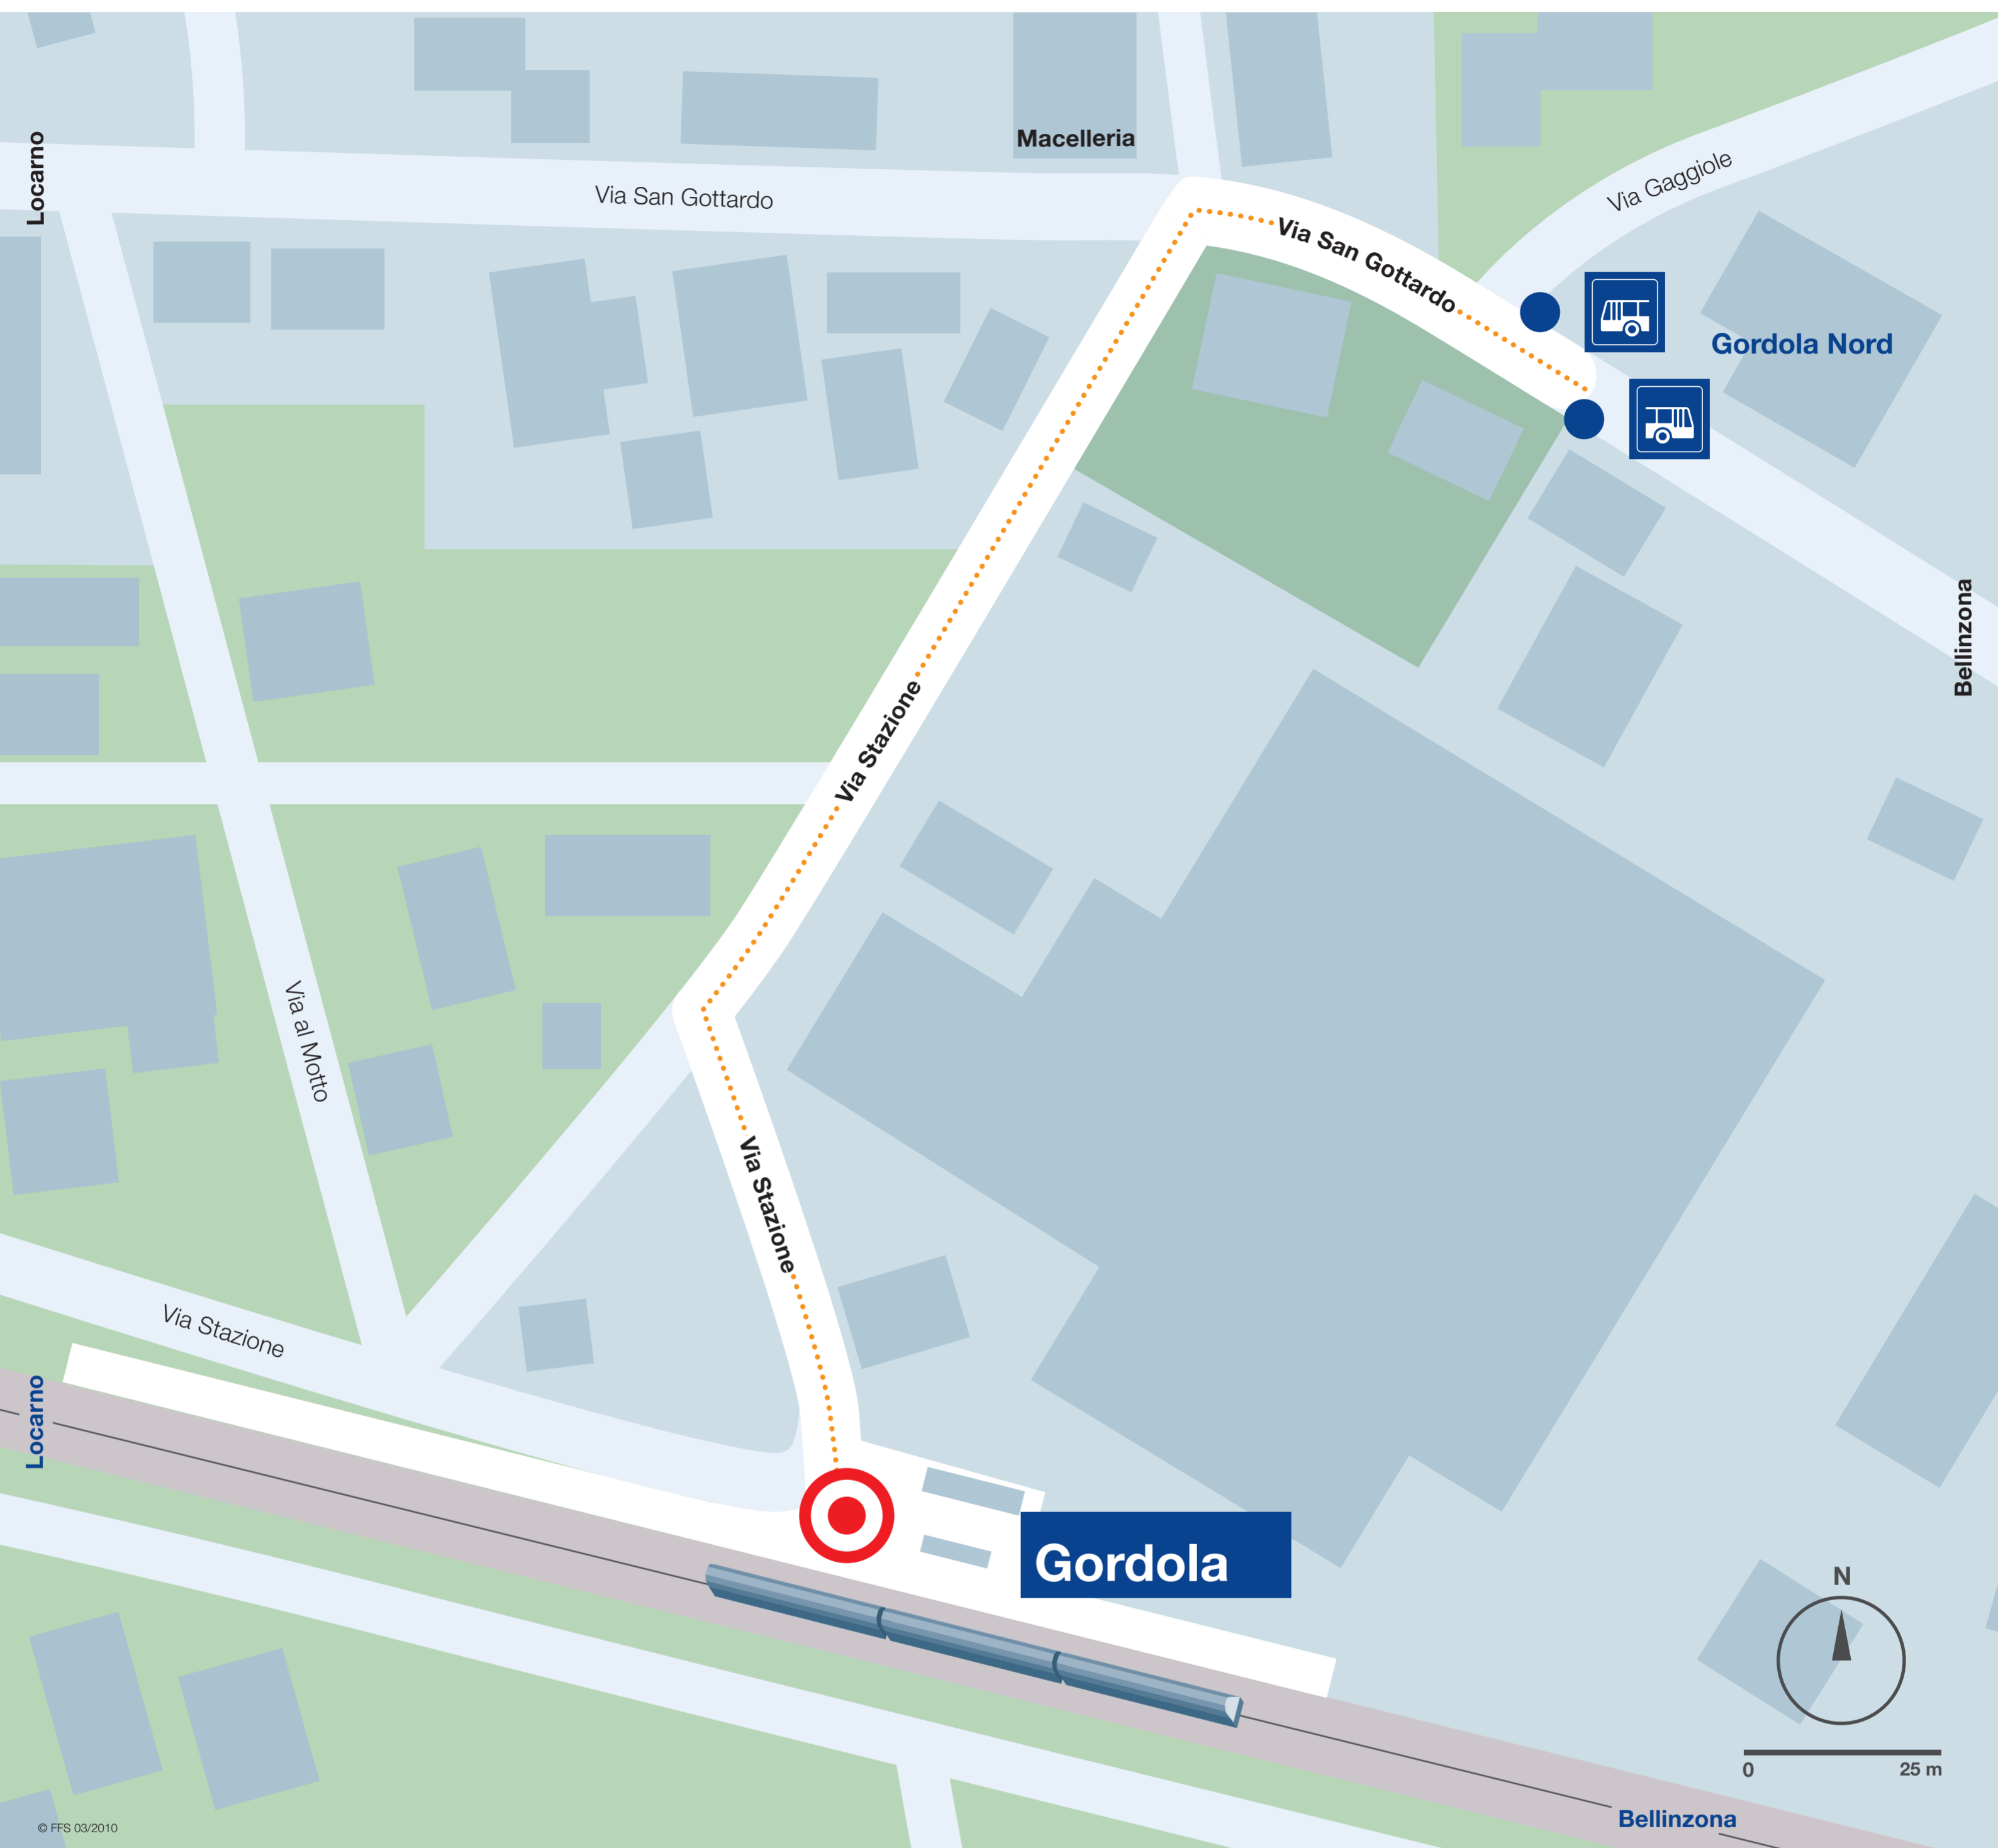 Macelleria
Locarno
Via San Gottardo
Via San Gottardo
Via Gaggiole
Gordola Nord
Bellinzona
Via Stazione
Via al Motto
Via Stazione
Via Stazione
Locarno
Gordola
N
0 25 m
Bellinzona
© FFS 03/2010